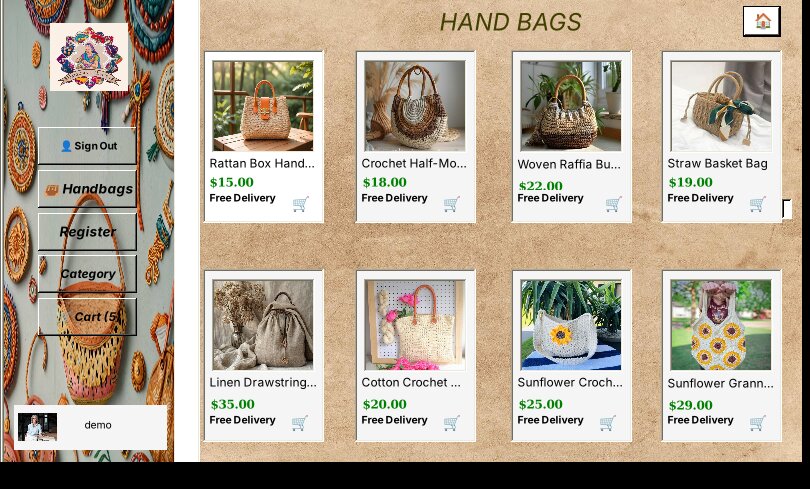 HAND BAGS
Sign Out
Handbags
Register
Category
Cart (5)
demo
Rattan Box Hand...
$15.00
Free Delivery
Crochet Half-Mo...
$18.00
Free Delivery
Woven Raffia Bu...
$22.00
Free Delivery
Straw Basket Bag
$19.00
Free Delivery
Linen Drawstring...
$35.00
Free Delivery
Cotton Crochet ...
$20.00
Free Delivery
Sunflower Croch...
$25.00
Free Delivery
Sunflower Grann...
$29.00
Free Delivery